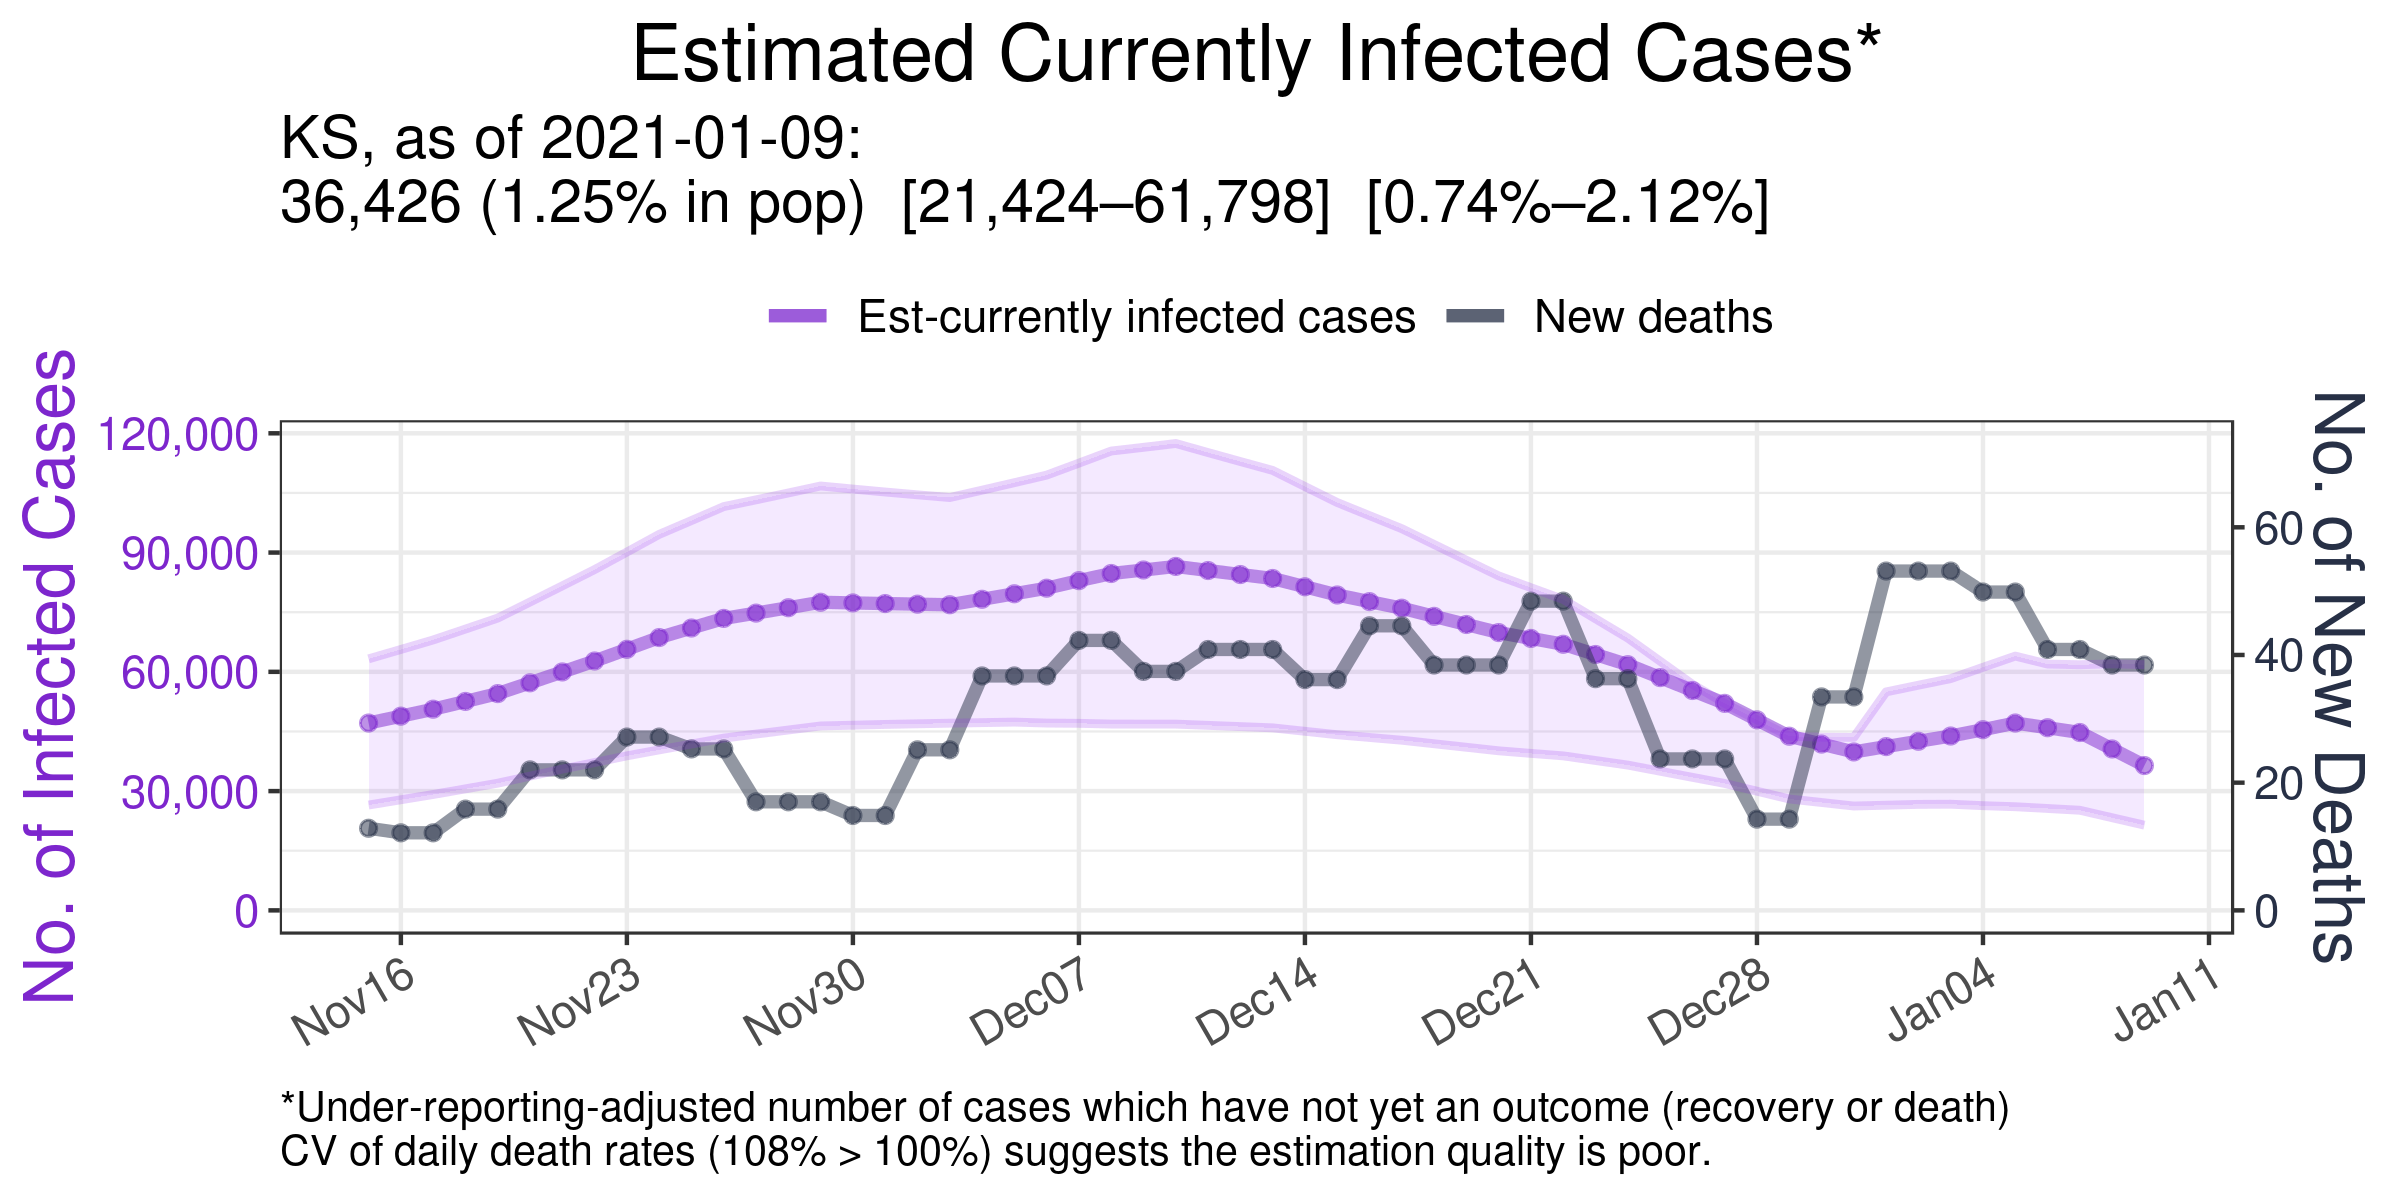 Estimated Currently Infected Cases*
KS, as of 2021-01-09:
36,426 (1.25% in pop)  [21,424–61,798]  [0.74%–2.12%]
Est-currently infected cases
New deaths
No. of Infected Cases
120,000
90,000
60,000
30,000
0
60
40
20
0
No. of New Deaths
Nov16
Nov23
Nov30
Dec07
Dec14
Dec21
Dec28
Jan04
Jan11
*Under-reporting-adjusted number of cases which have not yet an outcome (recovery or death)
CV of daily death rates (108% > 100%) suggests the estimation quality is poor.